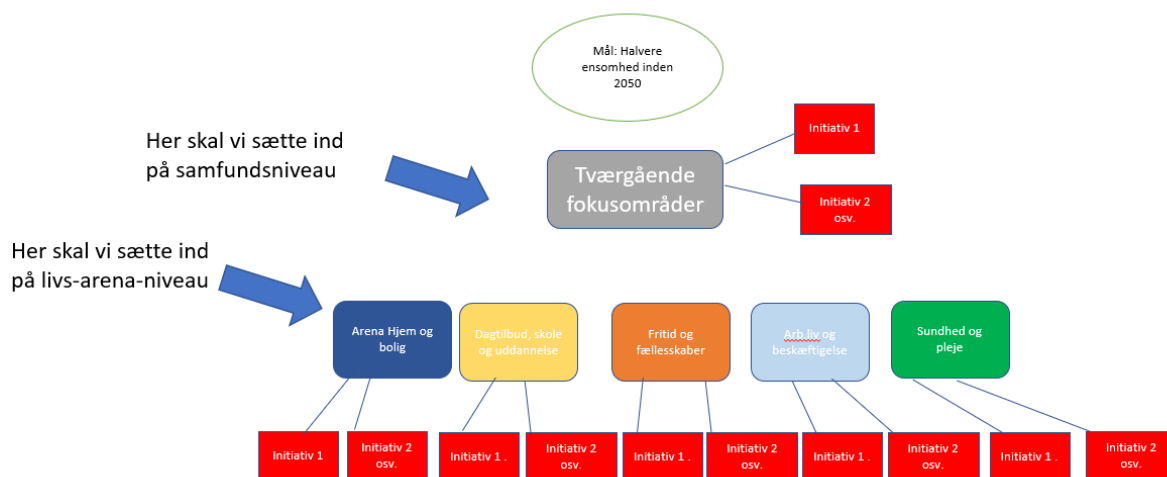 Mål: Halvere
ensomhed inden
2050
Her skal vi sætte ind
på samfundsniveau
Tværgående
fokusområder
Initiativ 1
Initiativ 2
osv.
Her skal vi sætte ind
på livs-arena-niveau
Arena Hjem og
bolig
Dagtilbud, skole
og uddannelse
Fritid og
fællesskaber
Arb.liv og
beskæftigelse
Sundhed og
pleje
Initiativ 1
Initiativ 2
osv.
Initiativ 1 .
Initiativ 2
osv.
Initiativ 1 .
Initiativ 2
osv.
Initiativ 1 .
Initiativ 2
osv.
Initiativ 1 .
Initiativ 2
osv.